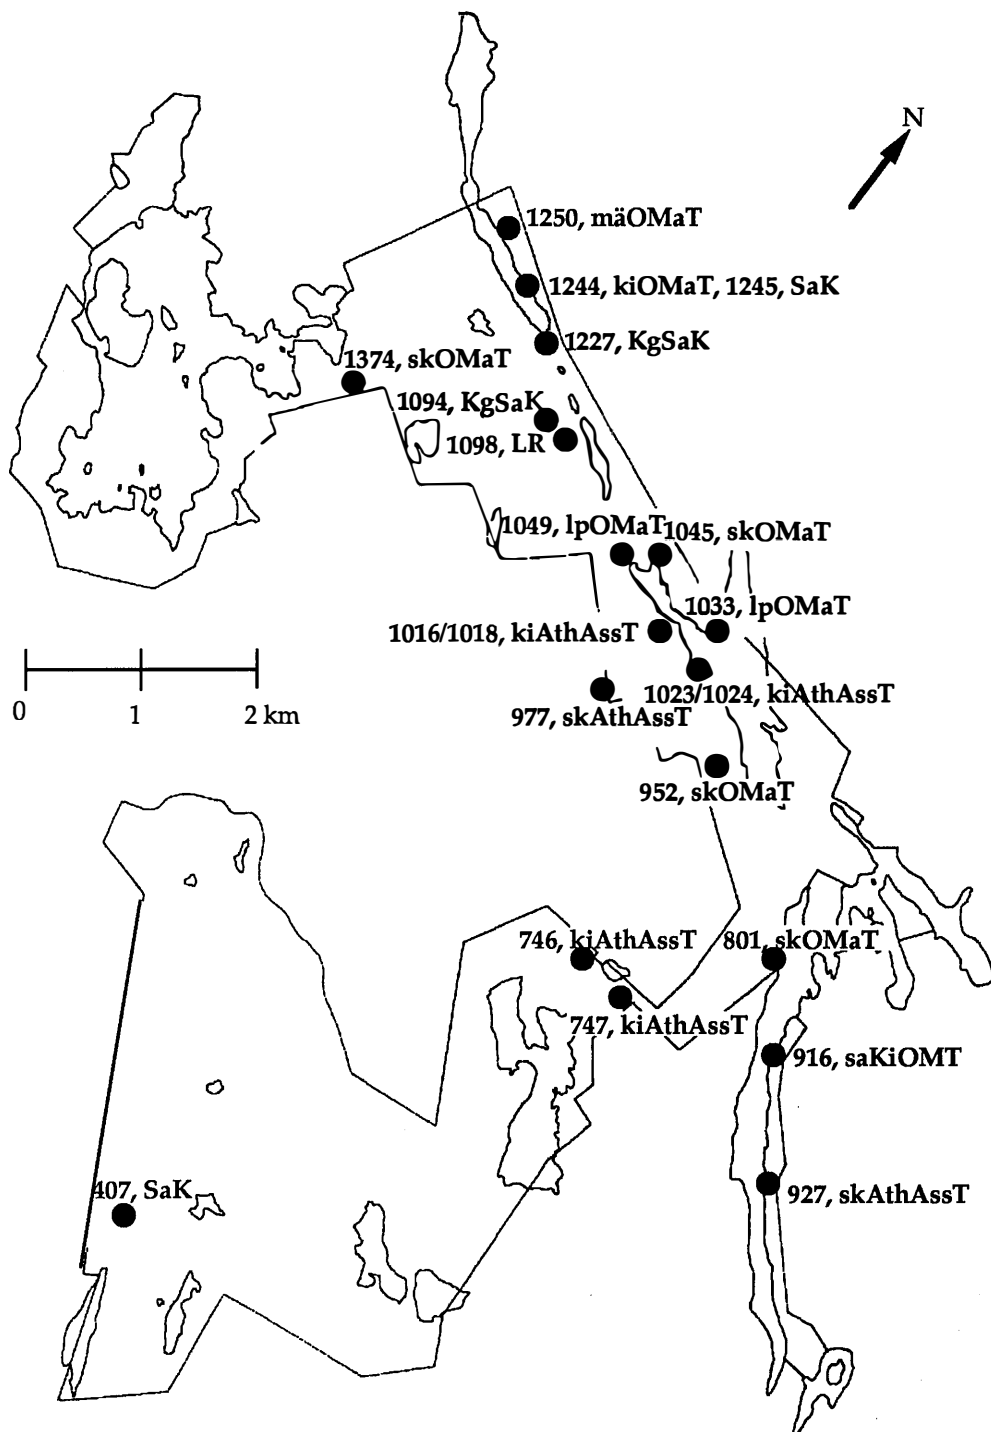 N
1250, mäOMaT
1244, kiOMaT, 1245, SaK
1227, KgSaK
1374, skOMaT
1094, KgSaK
1098, LR
1049, lpOMaT
1045, skOMaT
1033, lpOMaT
1016/1018, kiAthAssT
1023/1024, kiAthAssT
977, skAthAssT
0 1 2 km
952, skOMaT
746, kiAthAssT
801, skOMaT
747, kiAthAssT
916, saKiOMT
407, SaK
927, skAthAssT